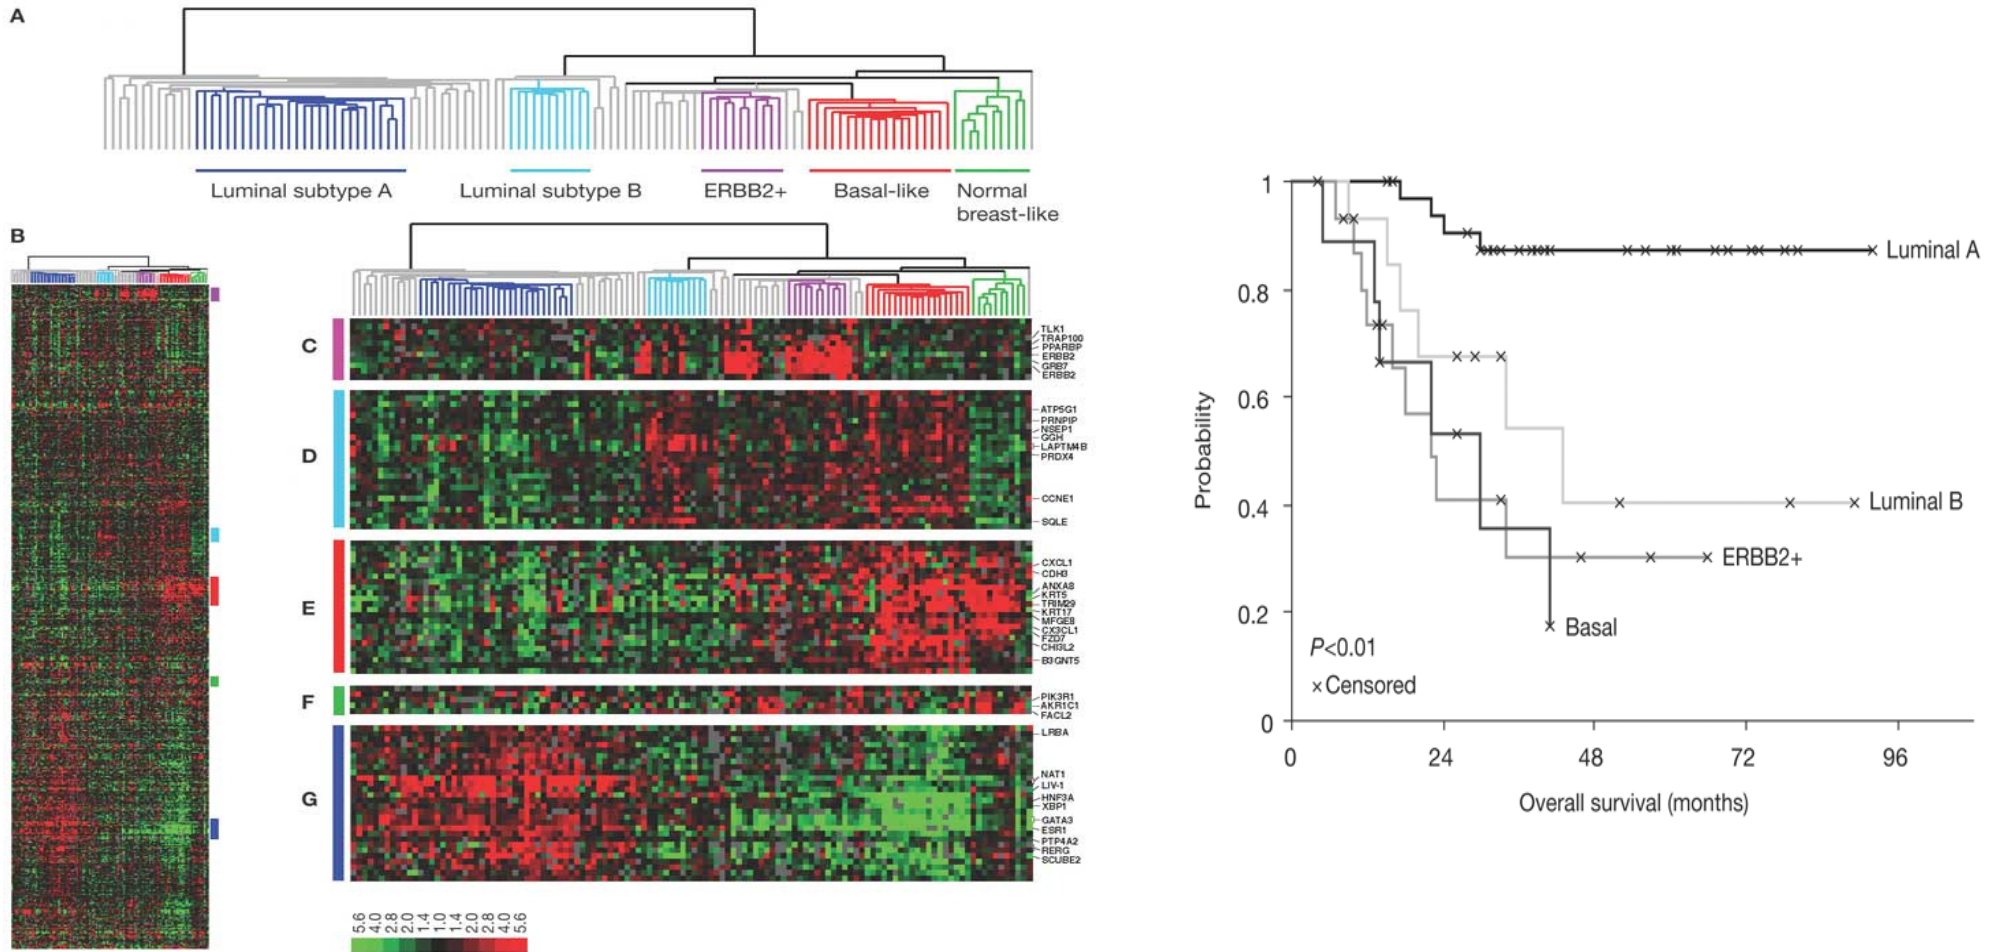 A
Luminal subtype A
Luminal subtype B
ERBB2+
Basal-like
Normal
breast-like
B
C
TLK1
TRAP100
PPARBP
ERBB2
GRB7
ERBB2
D
ATP5G1
PRNPIP
NSEP1
GGH
LAPTM4B
PRDX4
CCNE1
SQLE
E
CXCL1
CDH3
ANXA8
KRT5
TRIM29
KRT17
MFGE8
CX3CL1
FZD7
CHI3L2
B3GNT5
F
PIK3R1
AKR1C1
FACL2
G
LRBA
NAT1
LIV-1
HNF3A
XBP1
GATA3
ESR1
PTP4A2
RERG
SCUBE2
5.6 4.0 2.8 2.0 1.4 1.0 1.4 2.0 2.8 4.0 5.6
Probability
1
0.8
0.6
0.4
0.2
0
Luminal A
Luminal B
ERBB2+
Basal
P<0.01
×Censored
0 24 48 72 96
Overall survival (months)